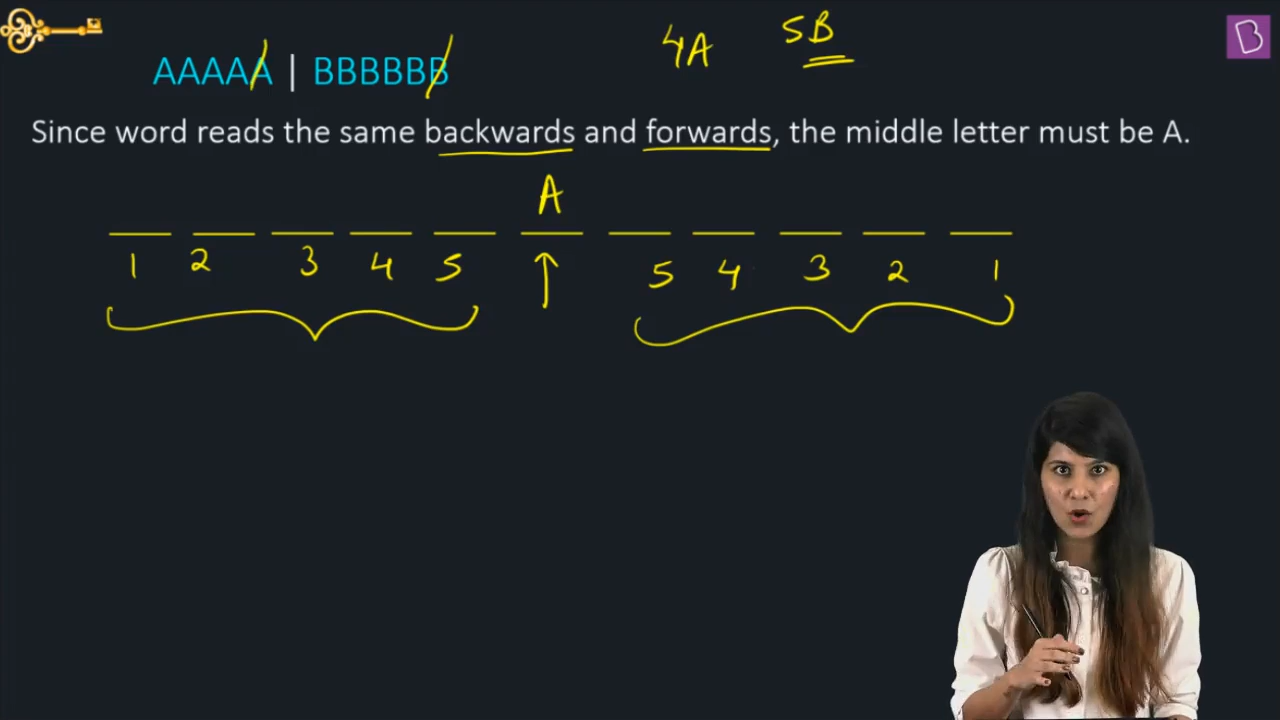 4A 5B
AAAAA | BBBBBB
Since word reads the same backwards and forwards, the middle letter must be A.
A
1 2 3 4 5 5 4 3 2 1
B